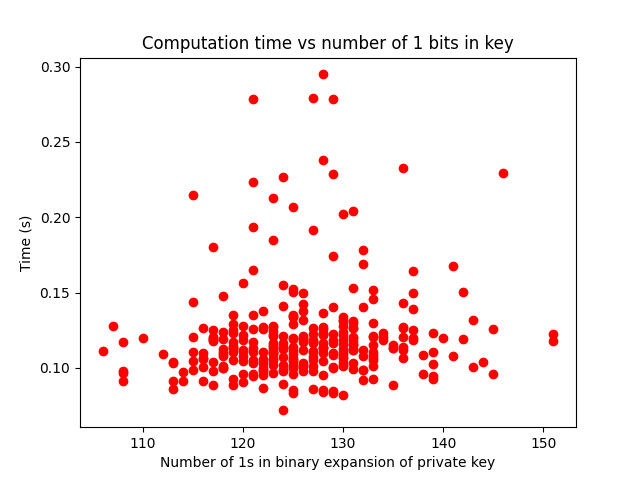 Computation time vs number of 1 bits in key
0.30
0.25
0.20
0.15
0.10
Time (s)
110 120 130 140 150
Number of 1s in binary expansion of private key